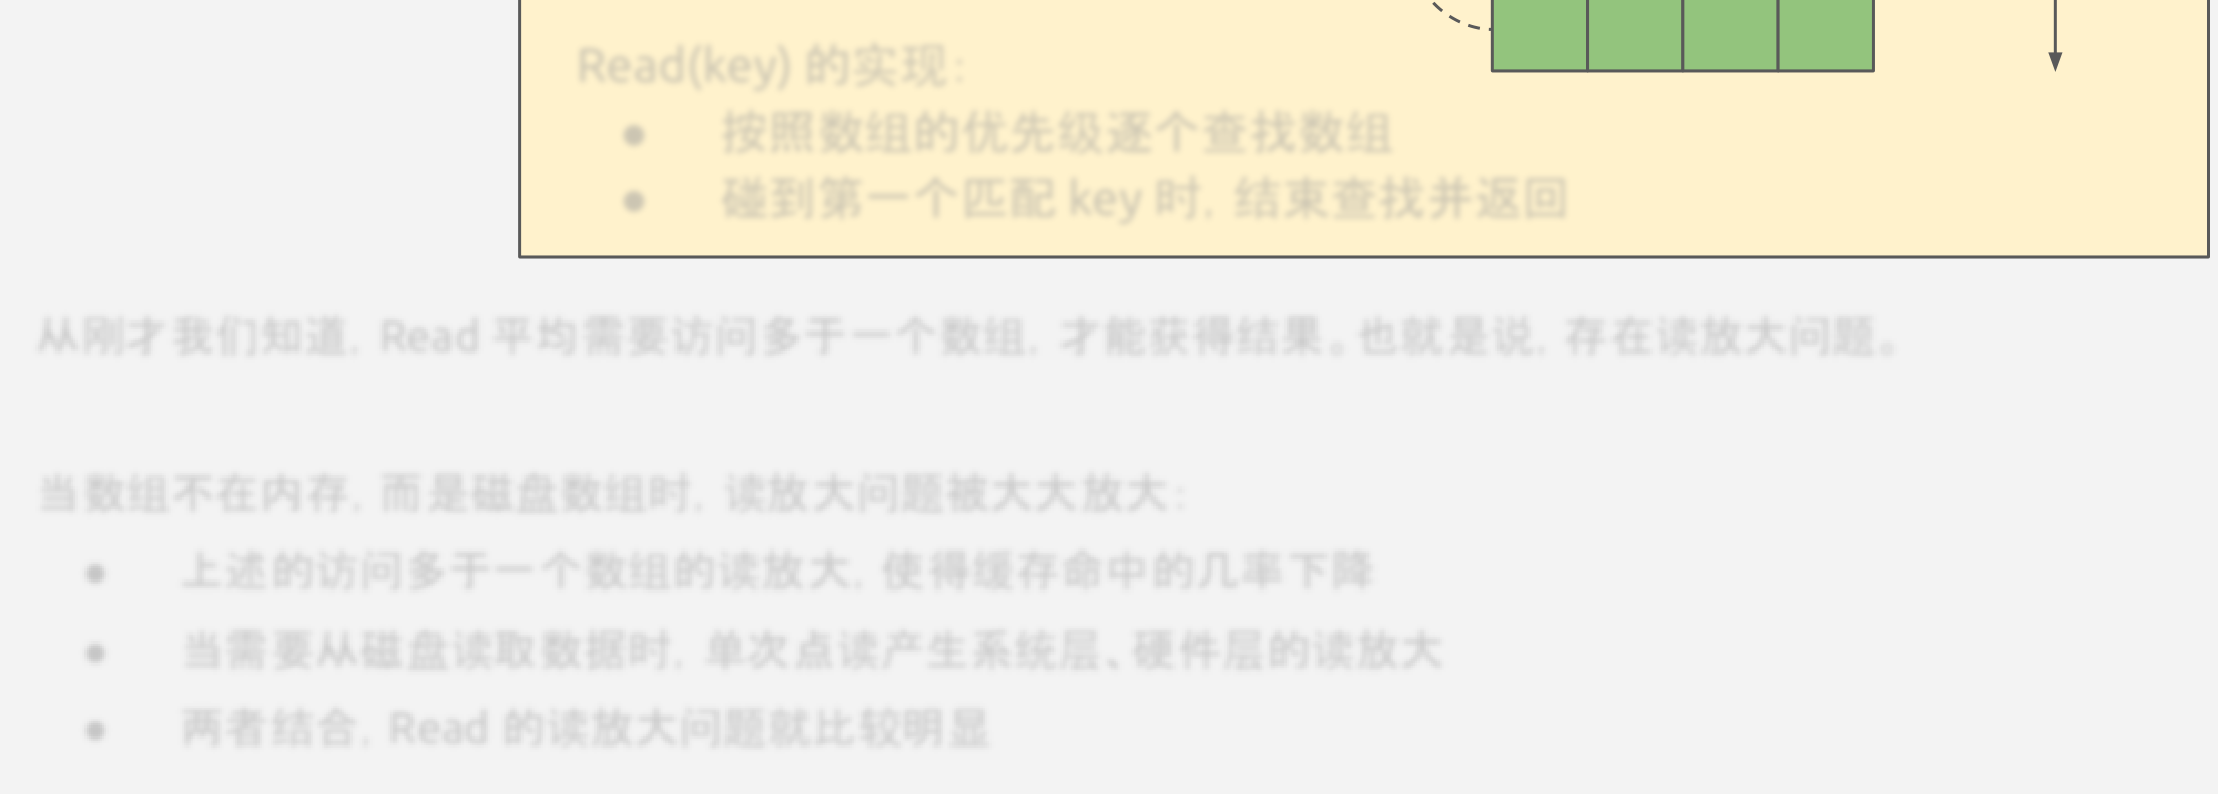 Read(key) 的实现：
● 按照数组的优先级逐个查找数组
● 碰到第一个匹配 key 时，结束查找并返回
从刚才我们知道，Read 平均需要访问多于一个数组，才能获得结果。也就是说，存在读放大问题。
当数组不在内存，而是磁盘数组时，读放大问题被大大放大：
● 上述的访问多于一个数组的读放大，使得缓存命中的几率下降
● 当需要从磁盘读取数据时，单次点读产生系统层、硬件层的读放大
● 两者结合，Read 的读放大问题就比较明显